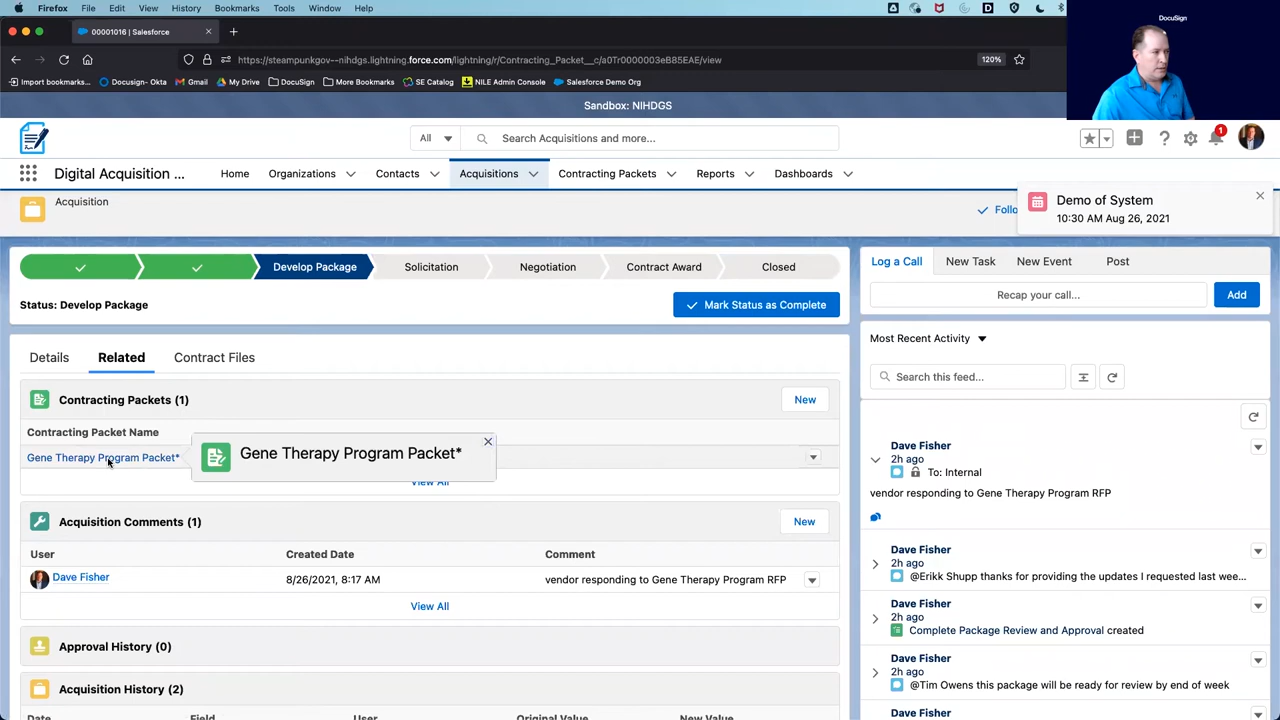 Firefox File Edit View History Bookmarks Tools Window Help
DocuSign
00001016 | Salesforce
https://steampunkgov--nihdgs.lightning.force.com/lightning/r/Contracting_Packet__c/a0Tr0000003eB85EAE/view
120%
Import bookmarks... Docusign - Okta Gmail My Drive DocuSign More Bookmarks SE Catalog NILE Admin Console Salesforce Demo Org
Sandbox: NIHDGS
All Search Acquisitions and more...
1
Digital Acquisition ... Home Organizations Contacts Acquisitions Contracting Packets Reports Dashboards
Acquisition
Follo
Demo of System
10:30 AM Aug 26, 2021
Develop Package Solicitation Negotiation Contract Award Closed
Status: Develop Package
Mark Status as Complete
Details Related Contract Files
Contracting Packets (1)
New
Contracting Packet Name
Gene Therapy Program Packet*
Gene Therapy Program Packet*
View All
Acquisition Comments (1)
New
User Created Date Comment
Dave Fisher 8/26/2021, 8:17 AM vendor responding to Gene Therapy Program RFP
View All
Approval History (0)
Acquisition History (2)
Date Field User Original Value New Value
Log a Call New Task New Event Post
Recap your call...
Add
Most Recent Activity
Search this feed...
Dave Fisher
2h ago
To: Internal
vendor responding to Gene Therapy Program RFP
Dave Fisher
2h ago
@Erikk Shupp thanks for providing the updates I requested last wee...
Dave Fisher
2h ago
Complete Package Review and Approval created
Dave Fisher
2h ago
@Tim Owens this package will be ready for review by end of week
Dave Fisher